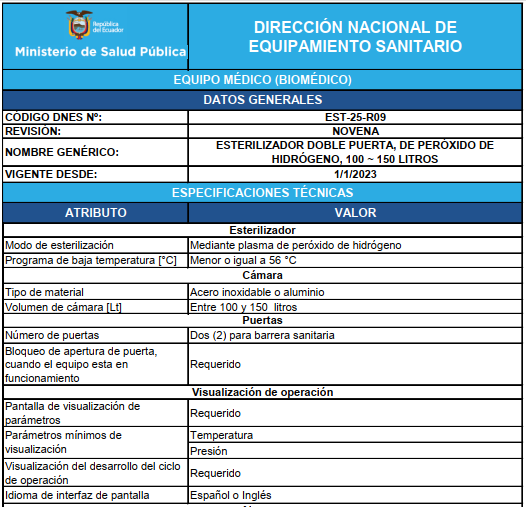 República
del Ecuador
Ministerio de Salud Pública
DIRECCIÓN NACIONAL DE
EQUIPAMIENTO SANITARIO
EQUIPO MÉDICO (BIOMÉDICO)
DATOS GENERALES
CÓDIGO DNES Nº: EST-25-R09
REVISIÓN: NOVENA
NOMBRE GENÉRICO: ESTERILIZADOR DOBLE PUERTA, DE PERÓXIDO DE
HIDRÓGENO, 100 ~ 150 LITROS
VIGENTE DESDE: 1/1/2023
ESPECIFICACIONES TÉCNICAS
ATRIBUTO VALOR
Esterilizador
Modo de esterilización Mediante plasma de peróxido de hidrógeno
Programa de baja temperatura [°C] Menor o igual a 56 °C
Cámara
Tipo de material Acero inoxidable o aluminio
Volumen de cámara [Lt] Entre 100 y 150 litros
Puertas
Número de puertas Dos (2) para barrera sanitaria
Bloqueo de apertura de puerta,
cuando el equipo esta en
funcionamiento
Requerido
Visualización de operación
Pantalla de visualización de
parámetros
Requerido
Parámetros mínimos de
visualización
Temperatura
Presión
Visualización del desarrollo del ciclo
de operación
Requerido
Idioma de interfaz de pantalla Español o Inglés